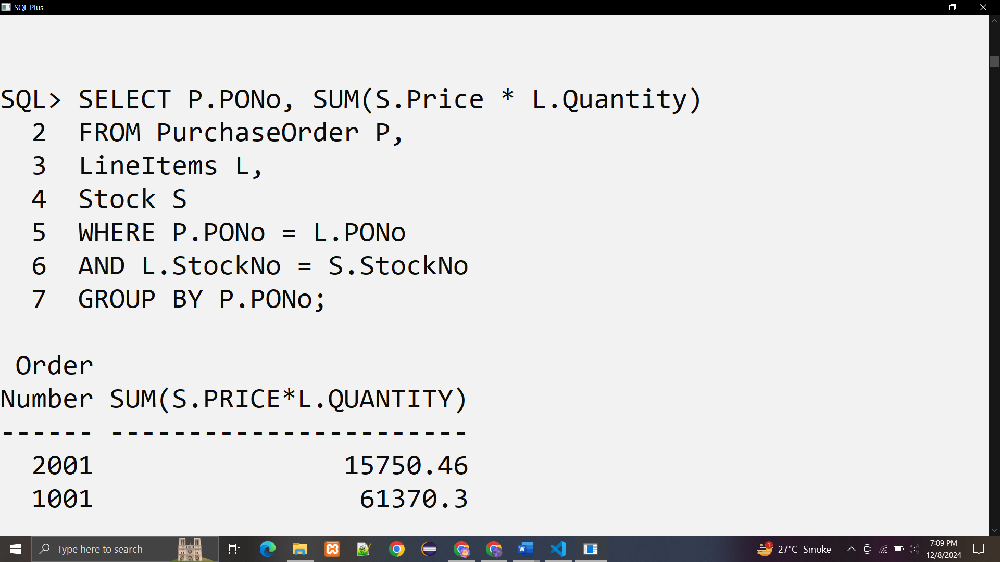 SQL Plus
SQL> SELECT P.PONo, SUM(S.Price * L.Quantity)
2 FROM PurchaseOrder P,
3 LineItems L,
4 Stock S
5 WHERE P.PONo = L.PONo
6 AND L.StockNo = S.StockNo
7 GROUP BY P.PONo;
Order
Number SUM(S.PRICE*L.QUANTITY)
------ -----------------------
2001 15750.46
1001 61370.3
Type here to search
1
27°C Smoke
7:09 PM
12/8/2024